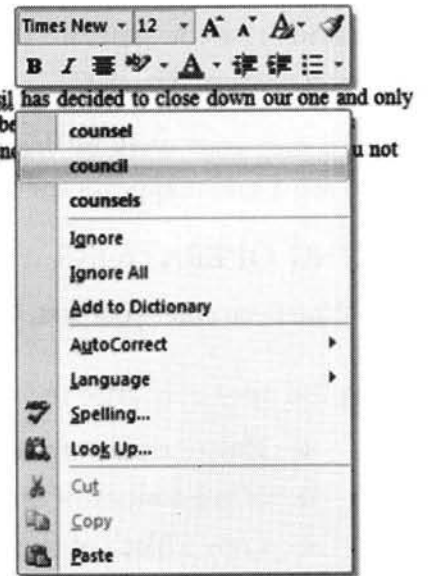 Times New 12 A A A
B I A
il has decided to close down our one and only
be
counsel
u not
council
counsels
Ignore
Ignore All
Add to Dictionary
AutoCorrect
Language
Spelling...
Look Up...
Cut
Copy
Paste